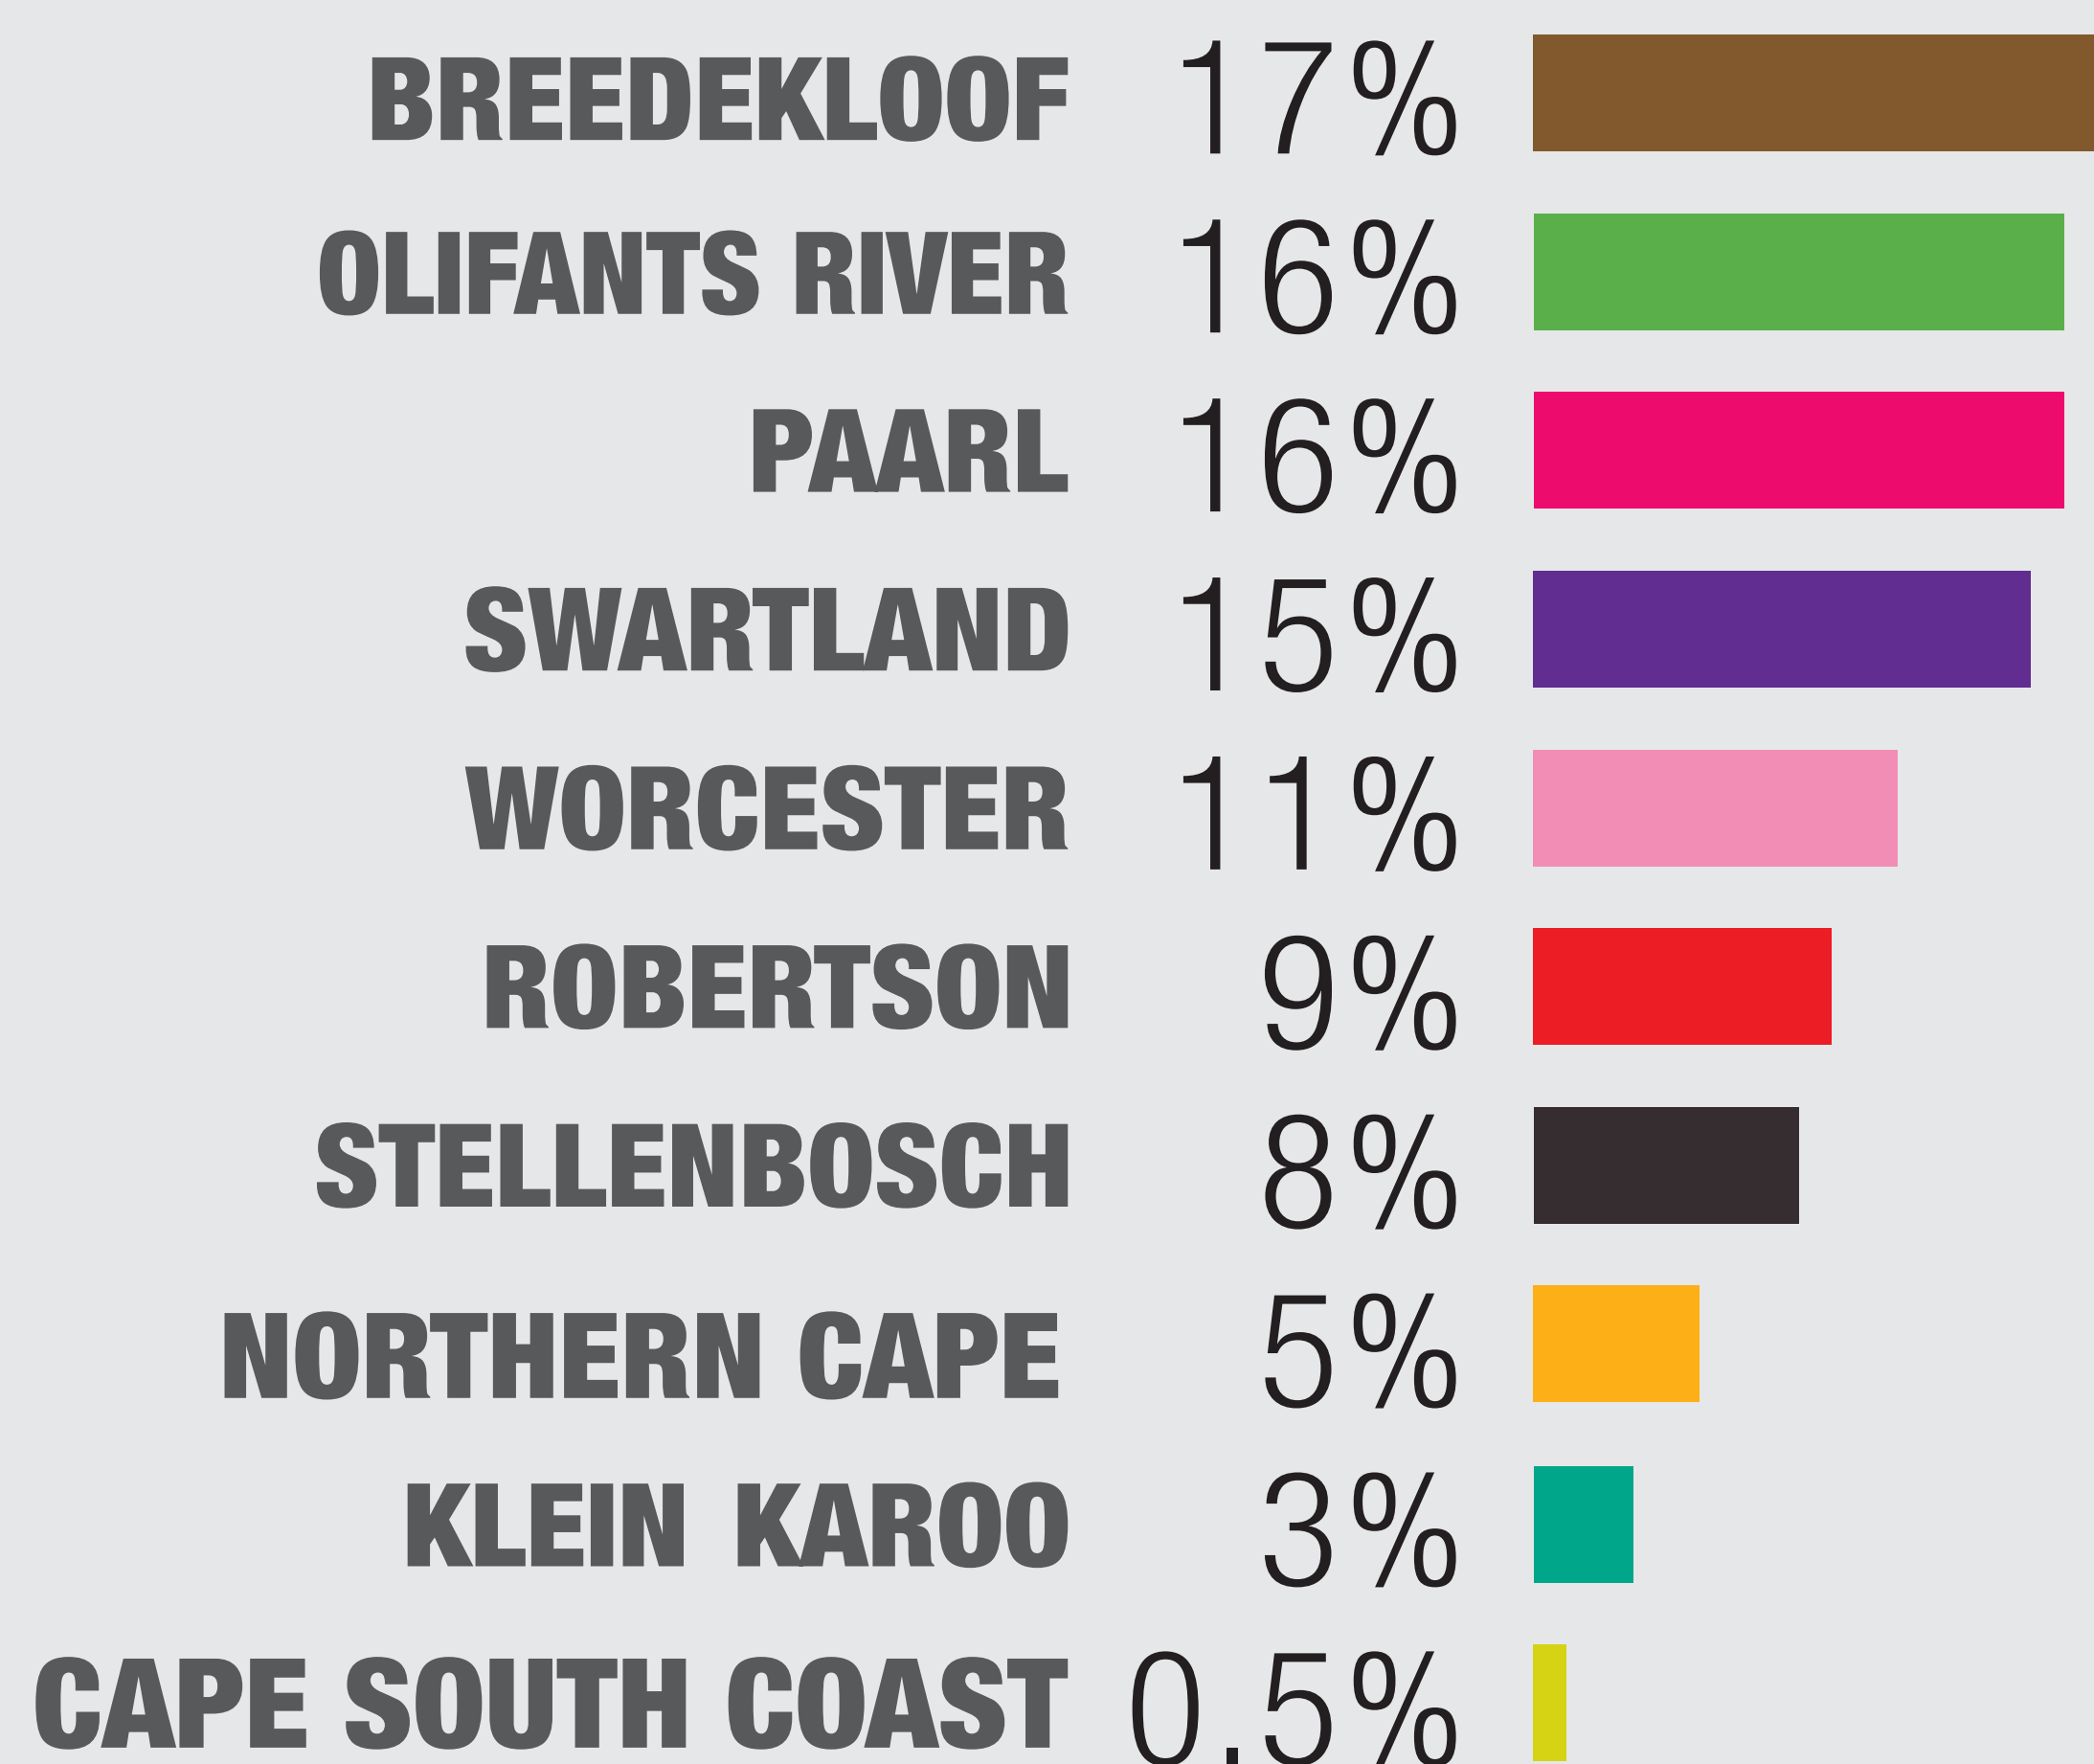 BREEDEKLOOF 17%
OLIFANTS RIVER 16%
PAARL 16%
SWARTLAND 15%
WORCESTER 11%
ROBERTSON 9%
STELLENBOSCH 8%
NORTHERN CAPE 5%
KLEIN KAROO 3%
CAPE SOUTH COAST 0.5%